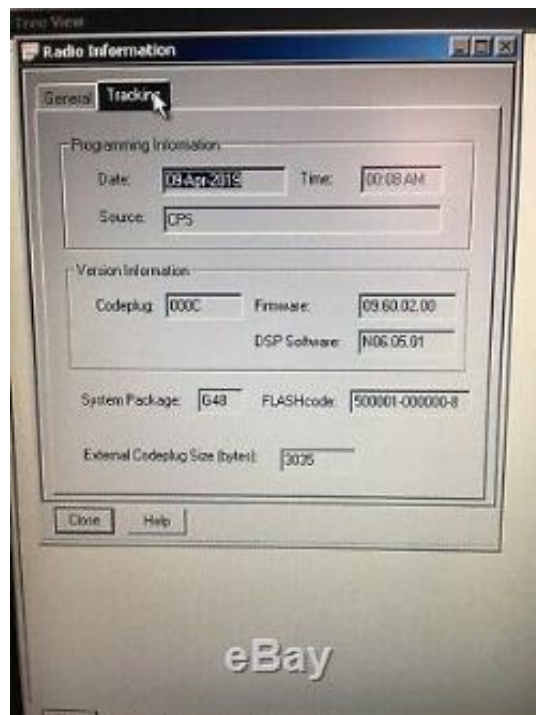 Tree View
Radio Information
General Tracking
Programming Information
Date: 09-Apr-2019 Time: 00:08 AM
Source: CPS
Version Information
Codeplug: 000C Firmware: 09.60.02.00
DSP Software: N06.05.01
System Package: G48 FLASHcode: 500001-000000-8
External Codeplug Size (bytes): 3035
Close Help
eBay